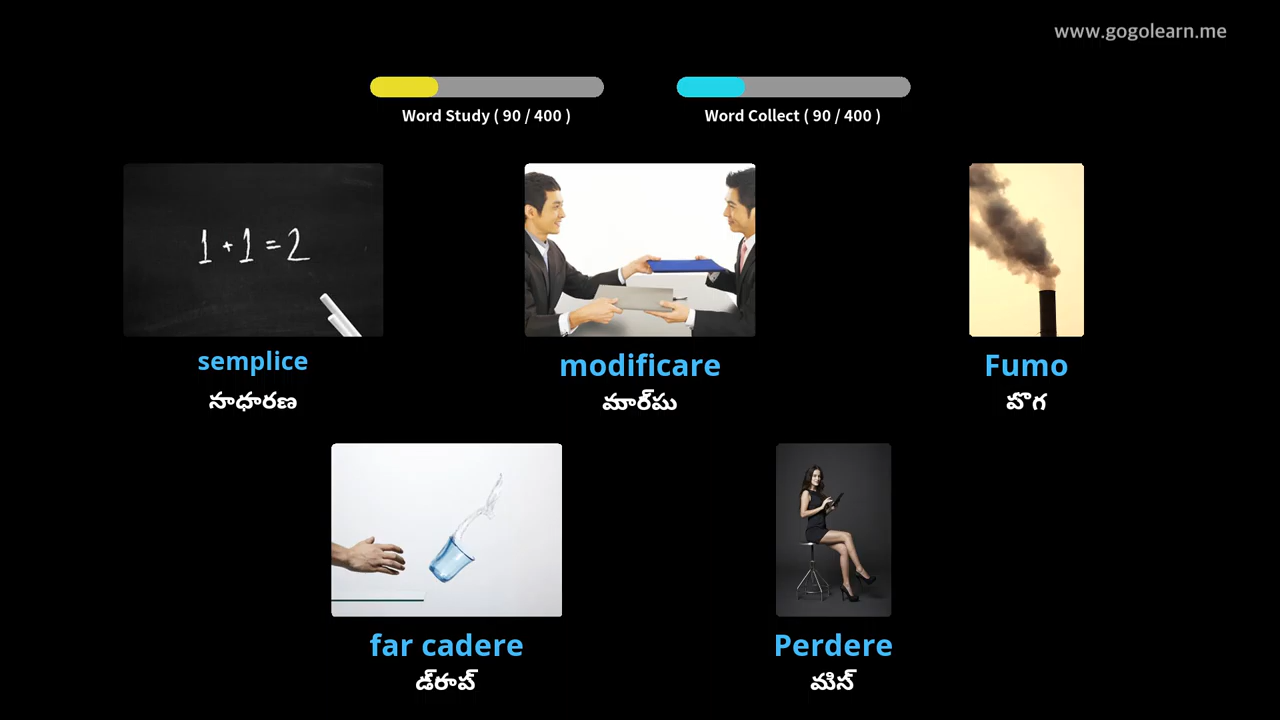 www.gogolearn.me
Word Study ( 90 / 400 )
Word Collect ( 90 / 400 )
1 + 1 = 2
semplice
సాధారణ
modificare
మార్‌పు
Fumo
పొగ
far cadere
డ్‌రాప్
Perdere
మిస్